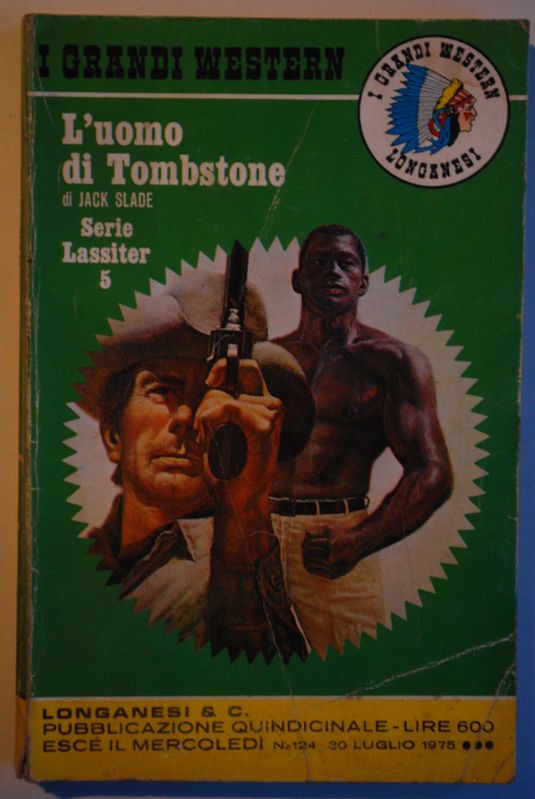 I GRANDI WESTERN
I GRANDI WESTERN
LONGANESI
L'uomo
di Tombstone
di JACK SLADE
Serie
Lassiter
5
LONGANESI & C.
PUBBLICAZIONE QUINDICINALE - LIRE 600
ESCE IL MERCOLEDÌ N. 124 30 LUGLIO 1975 ●●●